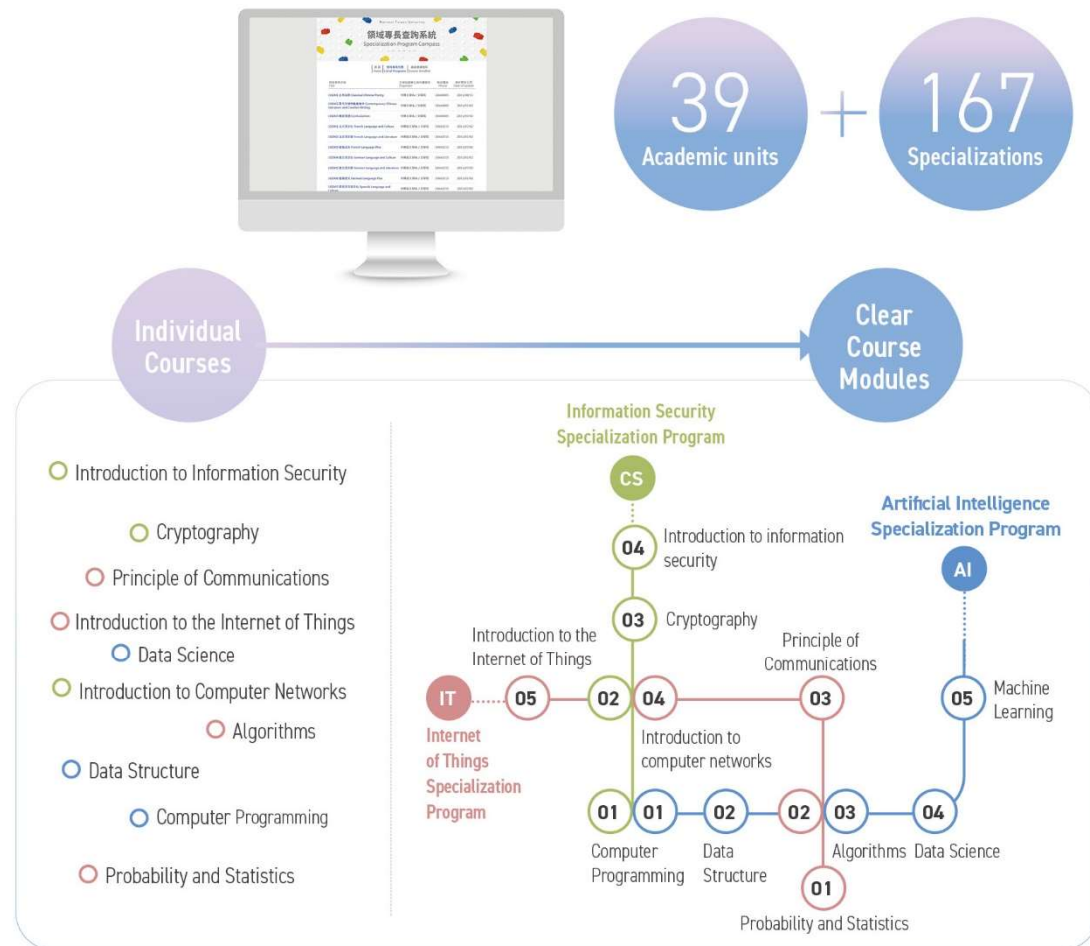 領域專長查詢系統
Specialization Program Compass
39
Academic units
+
167
Specializations
Individual
Courses
Clear
Course
Modules
Introduction to Information Security
Cryptography
Principle of Communications
Introduction to the Internet of Things
Data Science
Introduction to Computer Networks
Algorithms
Data Structure
Computer Programming
Probability and Statistics
Information Security
Specialization Program
CS
04
Introduction to information
security
03
Cryptography
Artificial Intelligence
Specialization Program
AI
05
Machine
Learning
Introduction to the
Internet of Things
Principle of
Communications
IT
05
02
04
03
Internet
of Things
Specialization
Program
Introduction to
computer networks
01
01
02
02
03
04
Computer
Programming
Data
Structure
Algorithms
Data Science
01
Probability and Statistics